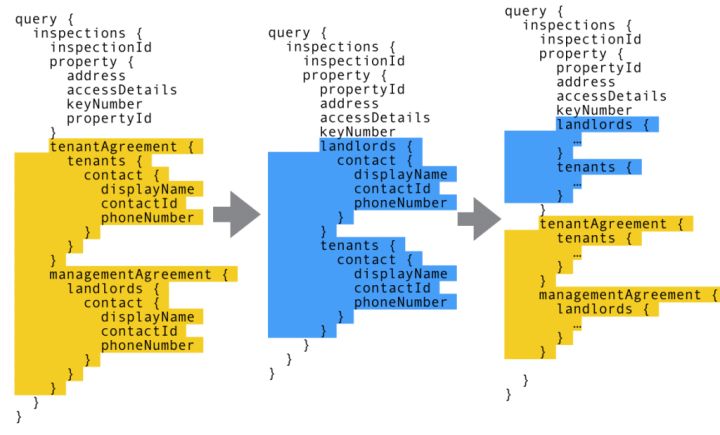 query {
  inspections {
    inspectionId
    property {
      address
      accessDetails
      keyNumber
      propertyId
    }
    tenantAgreement {
      tenants {
        contact {
          displayName
          contactId
          phoneNumber
        }
      }
    }
    managementAgreement {
      landlords {
        contact {
          displayName
          contactId
          phoneNumber
        }
      }
    }
  }
}
query {
  inspections {
    inspectionId
    property {
      propertyId
      address
      accessDetails
      keyNumber
      landlords {
        contact {
          displayName
          contactId
          phoneNumber
        }
      }
      tenants {
        contact {
          displayName
          contactId
          phoneNumber
        }
      }
    }
  }
}
query {
  inspections {
    inspectionId
    property {
      propertyId
      address
      accessDetails
      keyNumber
      landlords {
        …
      }
      tenants {
        …
      }
    }
    tenantAgreement {
      tenants {
        …
      }
    }
    managementAgreement {
      landlords {
        …
      }
    }
  }
}